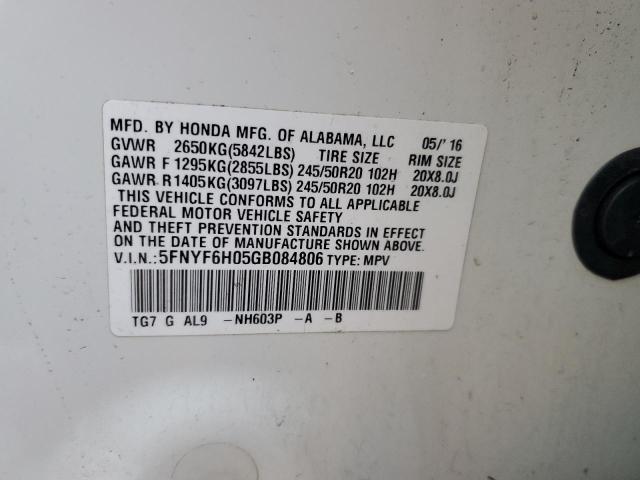 MFD. BY HONDA MFG. OF ALABAMA, LLC 05/'16
GVWR 2650KG(5842LBS) TIRE SIZE RIM SIZE
GAWR F1295KG(2855LBS) 245/50R20 102H 20X8.0J
GAWR R1405KG(3097LBS) 245/50R20 102H 20X8.0J
THIS VEHICLE CONFORMS TO ALL APPLICABLE
FEDERAL MOTOR VEHICLE SAFETY
AND THEFT PREVENTION STANDARDS IN EFFECT
ON THE DATE OF MANUFACTURE SHOWN ABOVE.
V.I.N.:5FNYF6H05GB084806 TYPE: MPV
TG7 G AL9 -NH603P -A -B